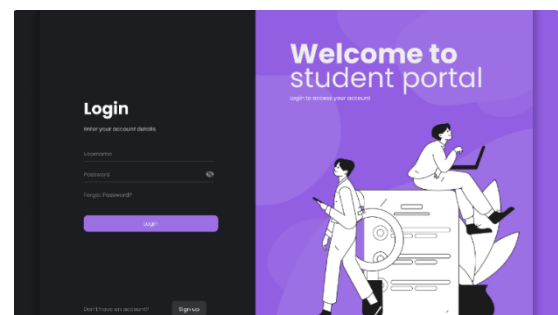 Login
Enter your account details
Username
Password
Forgot Password?
Login
Don't have an account?
Sign up
Welcome to
student portal
Login to access your account